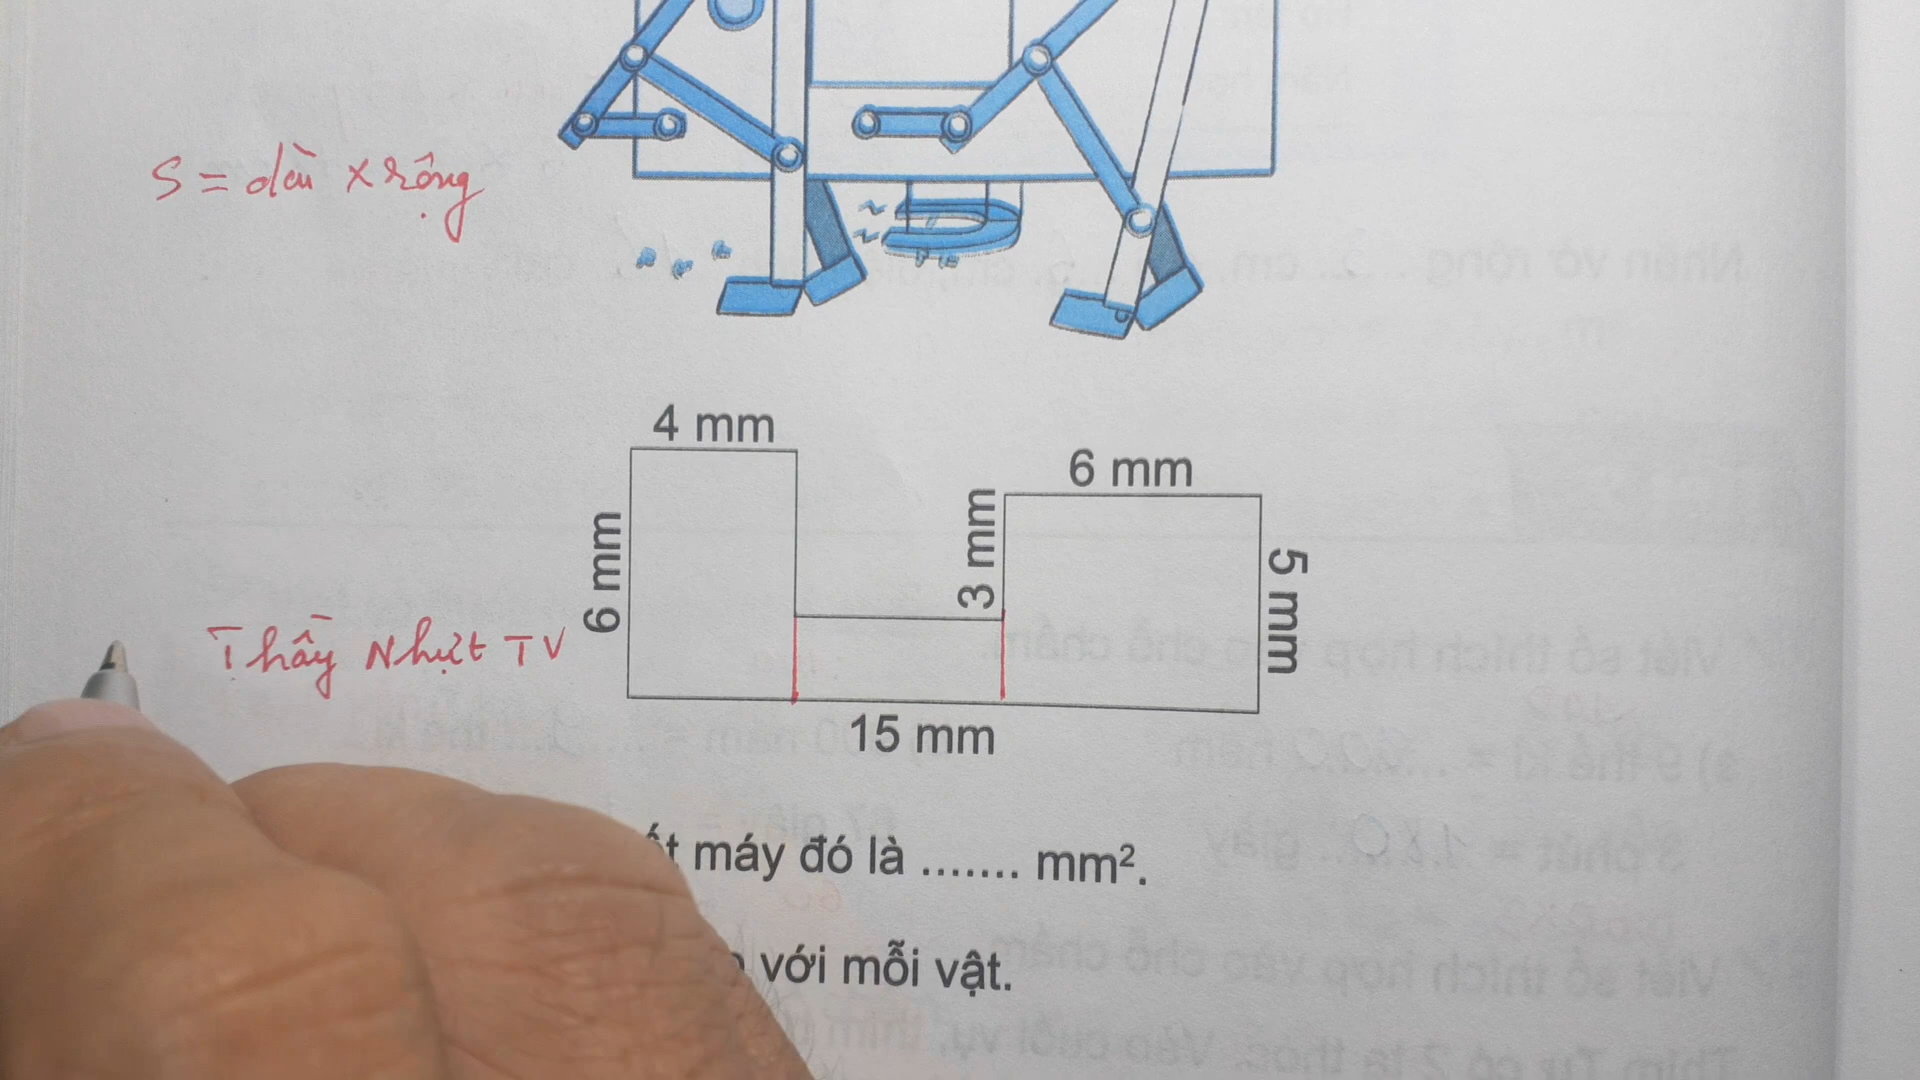 S = dài × rộng
4 mm
6 mm
3 mm
6 mm
5 mm
Thầy Nhựt TV
15 mm
máy đó là ....... mm².
với mỗi vật.